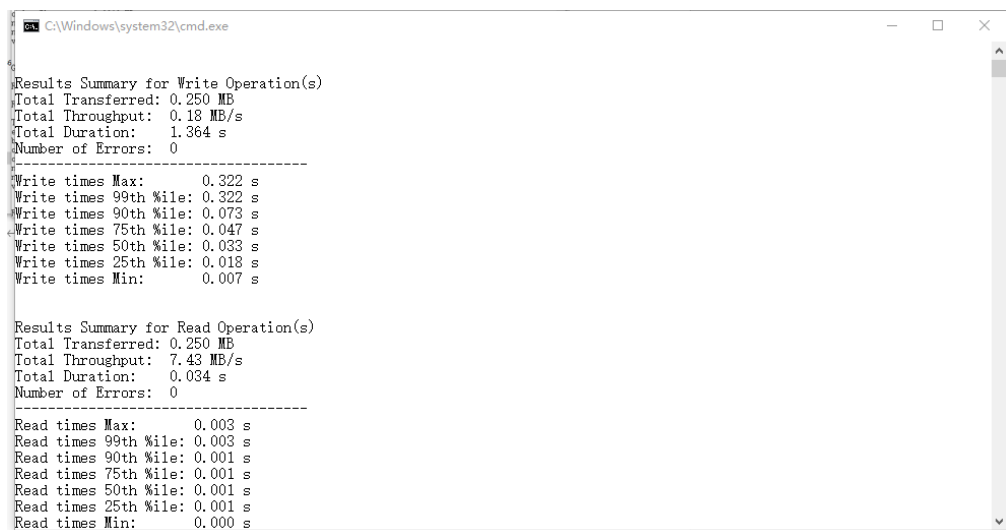 C:\Windows\system32\cmd.exe
Results Summary for Write Operation(s)
Total Transferred: 0.250 MB
Total Throughput:  0.18 MB/s
Total Duration:    1.364 s
Number of Errors:  0
------------------------------------
Write times Max:       0.322 s
Write times 99th %ile: 0.322 s
Write times 90th %ile: 0.073 s
Write times 75th %ile: 0.047 s
Write times 50th %ile: 0.033 s
Write times 25th %ile: 0.018 s
Write times Min:       0.007 s
Results Summary for Read Operation(s)
Total Transferred: 0.250 MB
Total Throughput:  7.43 MB/s
Total Duration:    0.034 s
Number of Errors:  0
------------------------------------
Read times Max:       0.003 s
Read times 99th %ile: 0.003 s
Read times 90th %ile: 0.001 s
Read times 75th %ile: 0.001 s
Read times 50th %ile: 0.001 s
Read times 25th %ile: 0.001 s
Read times Min:       0.000 s